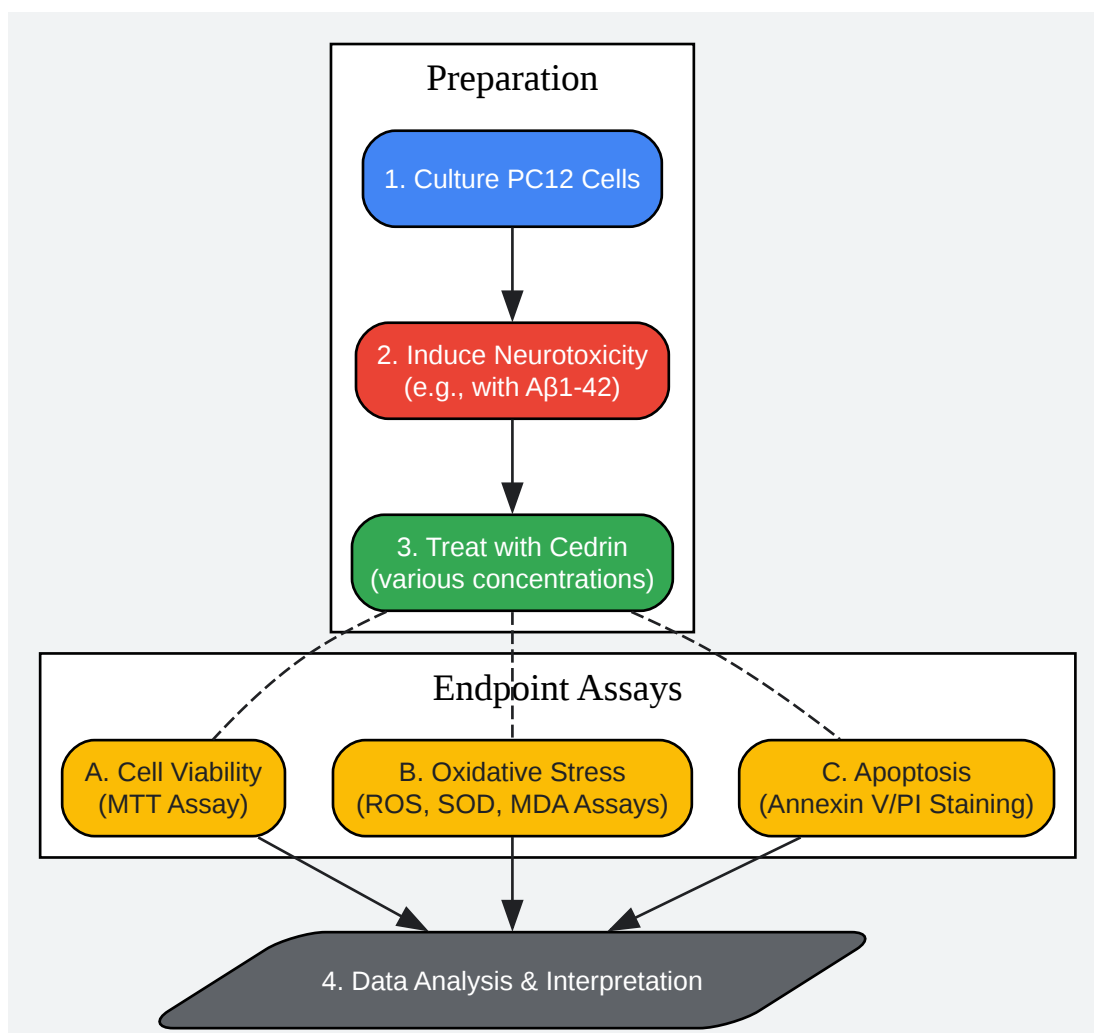 Preparation
1. Culture PC12 Cells
2. Induce Neurotoxicity
(e.g., with Aβ1-42)
3. Treat with Cedrin
(various concentrations)
Endpoint Assays
A. Cell Viability
(MTT Assay)
B. Oxidative Stress
(ROS, SOD, MDA Assays)
C. Apoptosis
(Annexin V/PI Staining)
4. Data Analysis & Interpretation